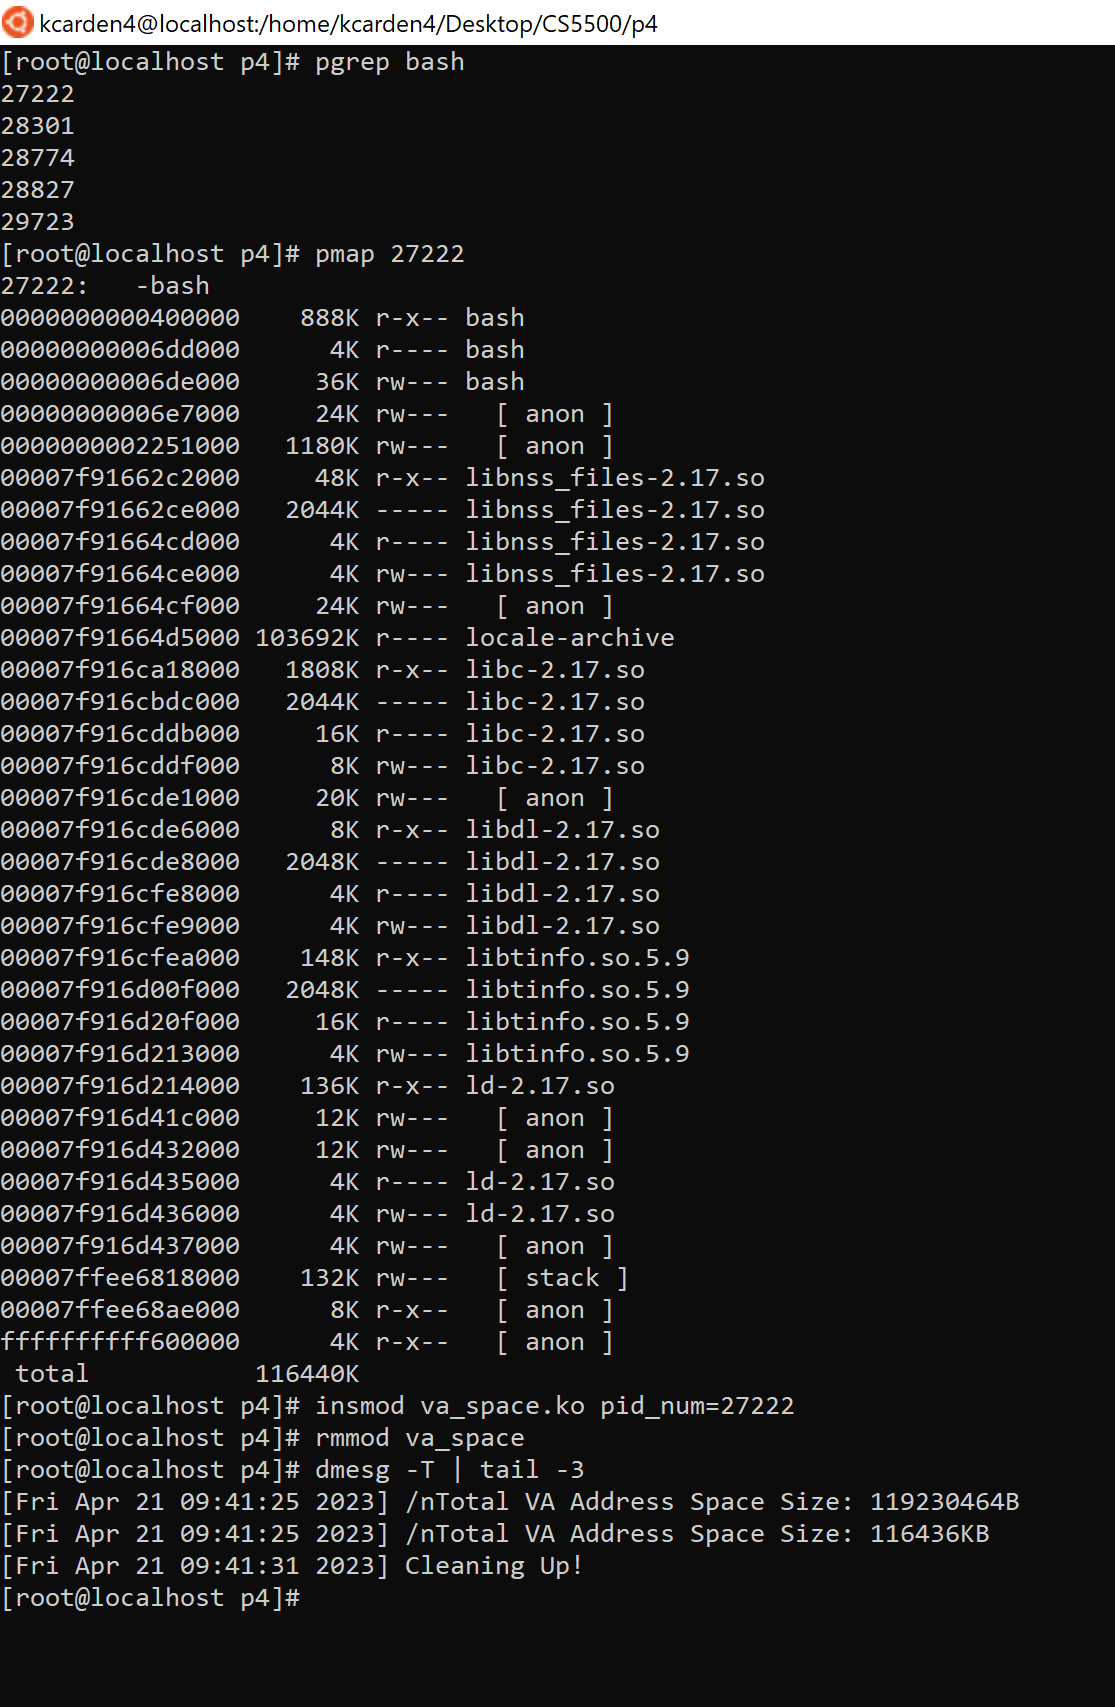 kcarden4@localhost:/home/kcarden4/Desktop/CS5500/p4
[root@localhost p4]# pgrep bash
27222
28301
28774
28827
29723
[root@localhost p4]# pmap 27222
27222:   -bash
0000000000400000    888K r-x-- bash
00000000006dd000      4K r---- bash
00000000006de000     36K rw--- bash
00000000006e7000     24K rw---   [ anon ]
0000000002251000   1180K rw---   [ anon ]
00007f91662c2000     48K r-x-- libnss_files-2.17.so
00007f91662ce000   2044K ----- libnss_files-2.17.so
00007f91664cd000      4K r---- libnss_files-2.17.so
00007f91664ce000      4K rw--- libnss_files-2.17.so
00007f91664cf000     24K rw---   [ anon ]
00007f91664d5000 103692K r---- locale-archive
00007f916ca18000   1808K r-x-- libc-2.17.so
00007f916cbdc000   2044K ----- libc-2.17.so
00007f916cddb000     16K r---- libc-2.17.so
00007f916cddf000      8K rw--- libc-2.17.so
00007f916cde1000     20K rw---   [ anon ]
00007f916cde6000      8K r-x-- libdl-2.17.so
00007f916cde8000   2048K ----- libdl-2.17.so
00007f916cfe8000      4K r---- libdl-2.17.so
00007f916cfe9000      4K rw--- libdl-2.17.so
00007f916cfea000    148K r-x-- libtinfo.so.5.9
00007f916d00f000   2048K ----- libtinfo.so.5.9
00007f916d20f000     16K r---- libtinfo.so.5.9
00007f916d213000      4K rw--- libtinfo.so.5.9
00007f916d214000    136K r-x-- ld-2.17.so
00007f916d41c000     12K rw---   [ anon ]
00007f916d432000     12K rw---   [ anon ]
00007f916d435000      4K r---- ld-2.17.so
00007f916d436000      4K rw--- ld-2.17.so
00007f916d437000      4K rw---   [ anon ]
00007ffee6818000    132K rw---   [ stack ]
00007ffee68ae000      8K r-x--   [ anon ]
ffffffffff600000      4K r-x--   [ anon ]
 total           116440K
[root@localhost p4]# insmod va_space.ko pid_num=27222
[root@localhost p4]# rmmod va_space
[root@localhost p4]# dmesg -T | tail -3
[Fri Apr 21 09:41:25 2023] /nTotal VA Address Space Size: 119230464B
[Fri Apr 21 09:41:25 2023] /nTotal VA Address Space Size: 116436KB
[Fri Apr 21 09:41:31 2023] Cleaning Up!
[root@localhost p4]#